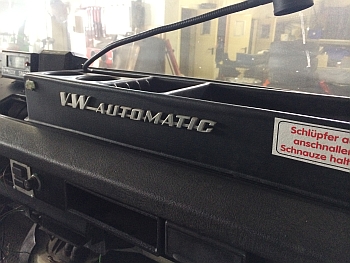 VW AUTOMATIC
Schlüpfer a
anschnallen
Schnauze halt